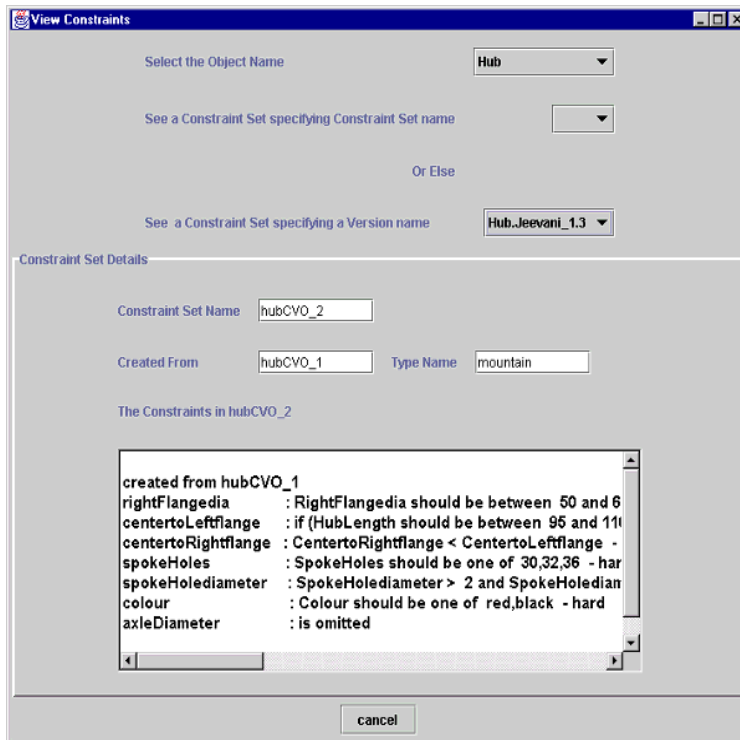 View Constraints
Select the Object Name Hub
See a Constraint Set specifying Constraint Set name
Or Else
See a Constraint Set specifying a Version name Hub.Jeevani_1.3
Constraint Set Details
Constraint Set Name hubCVO_2
Created From hubCVO_1 Type Name mountain
The Constraints in hubCVO_2
created from hubCVO_1
rightFlangedia : RightFlangedia should be between 50 and 6
centertoLeftflange : if (HubLength should be between 95 and
centertoRightflange : CentertoRightflange < CentertoLeftflange -
spokeHoles : SpokeHoles should be one of 30,32,36 - har
spokeHolediameter : SpokeHolediameter > 2 and SpokeHolediam
colour : Colour should be one of red,black - hard
axleDiameter : is omitted
cancel